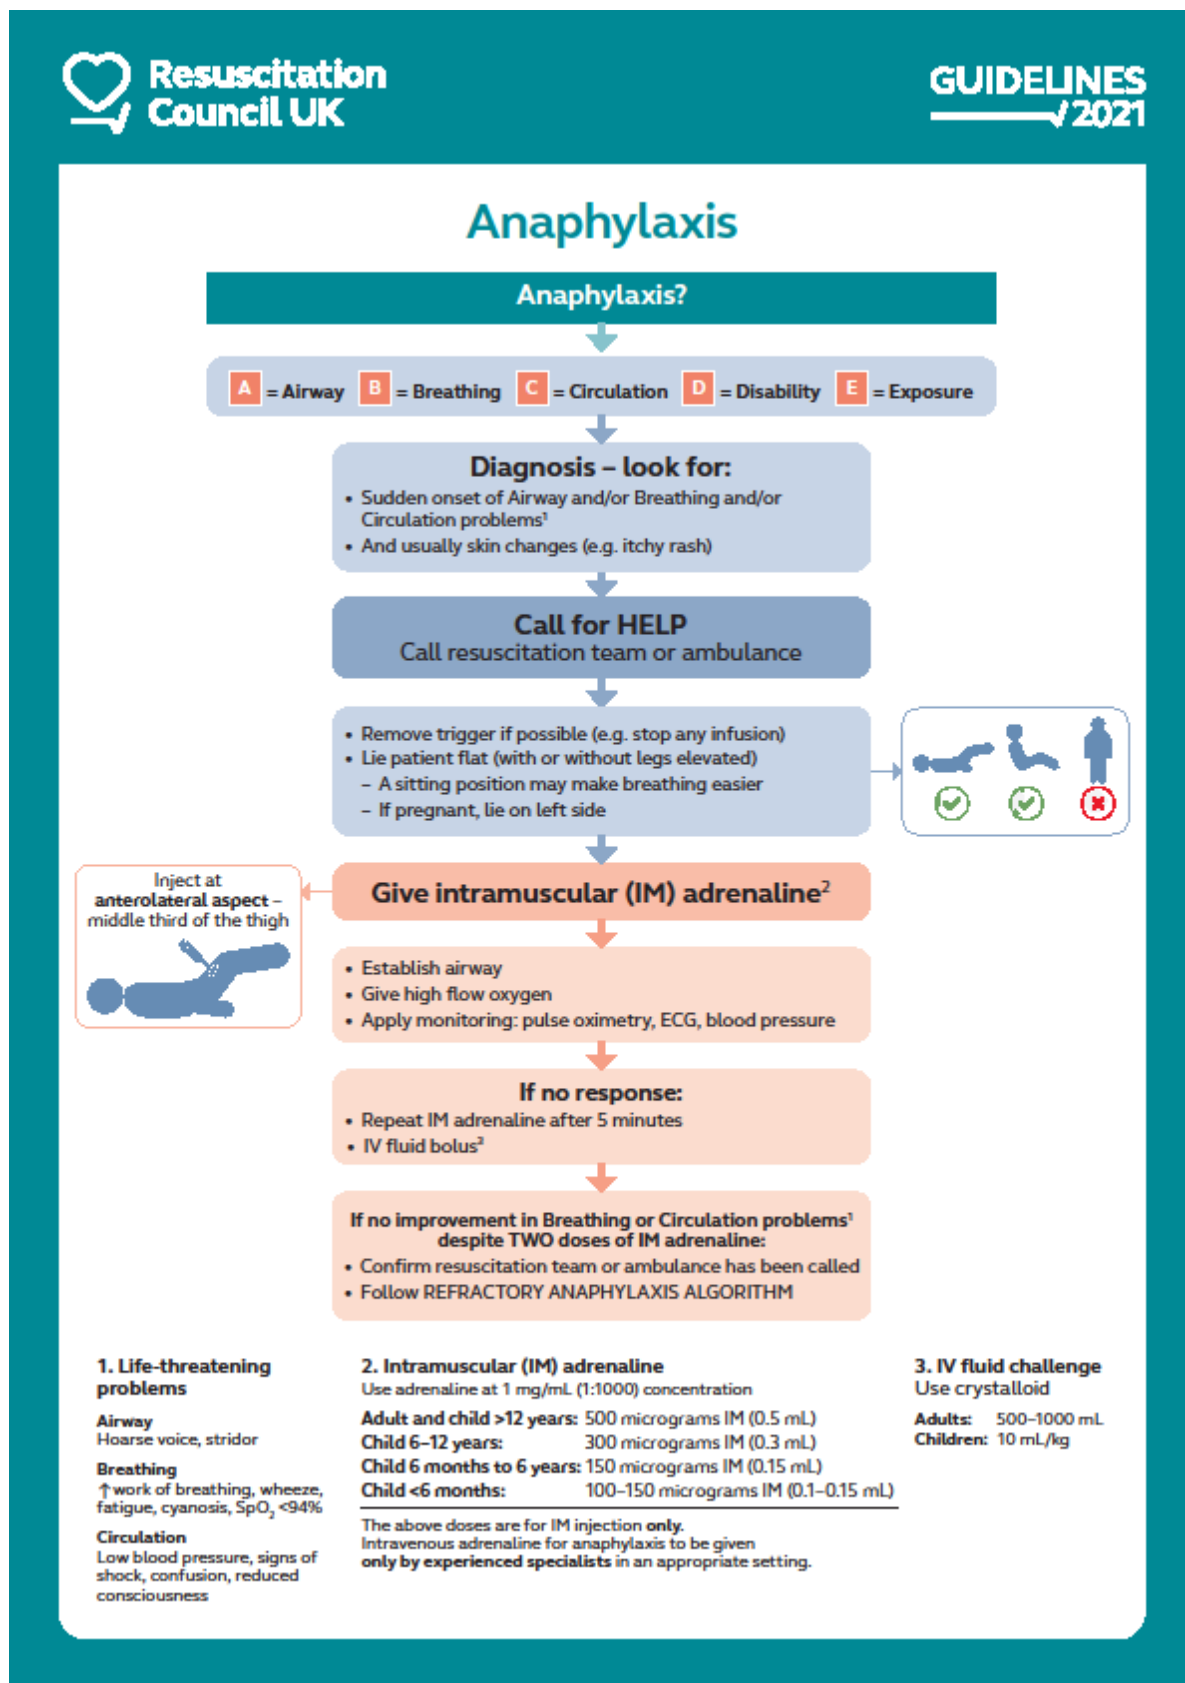 Resuscitation
Council UK
GUIDELINES
2021
Anaphylaxis
Anaphylaxis?
A = Airway B = Breathing C = Circulation D = Disability E = Exposure
Diagnosis – look for:
• Sudden onset of Airway and/or Breathing and/or
Circulation problems¹
• And usually skin changes (e.g. itchy rash)
Call for HELP
Call resuscitation team or ambulance
• Remove trigger if possible (e.g. stop any infusion)
• Lie patient flat (with or without legs elevated)
– A sitting position may make breathing easier
– If pregnant, lie on left side
Give intramuscular (IM) adrenaline²
Inject at
anterolateral aspect –
middle third of the thigh
• Establish airway
• Give high flow oxygen
• Apply monitoring: pulse oximetry, ECG, blood pressure
If no response:
• Repeat IM adrenaline after 5 minutes
• IV fluid bolus³
If no improvement in Breathing or Circulation problems¹
despite TWO doses of IM adrenaline:
• Confirm resuscitation team or ambulance has been called
• Follow REFRACTORY ANAPHYLAXIS ALGORITHM
1. Life-threatening
problems
Airway
Hoarse voice, stridor
Breathing
↑work of breathing, wheeze,
fatigue, cyanosis, SpO₂ <94%
Circulation
Low blood pressure, signs of
shock, confusion, reduced
consciousness
2. Intramuscular (IM) adrenaline
Use adrenaline at 1 mg/mL (1:1000) concentration
Adult and child >12 years: 500 micrograms IM (0.5 mL)
Child 6–12 years: 300 micrograms IM (0.3 mL)
Child 6 months to 6 years: 150 micrograms IM (0.15 mL)
Child <6 months: 100–150 micrograms IM (0.1–0.15 mL)
The above doses are for IM injection only.
Intravenous adrenaline for anaphylaxis to be given
only by experienced specialists in an appropriate setting.
3. IV fluid challenge
Use crystalloid
Adults: 500–1000 mL
Children: 10 mL/kg